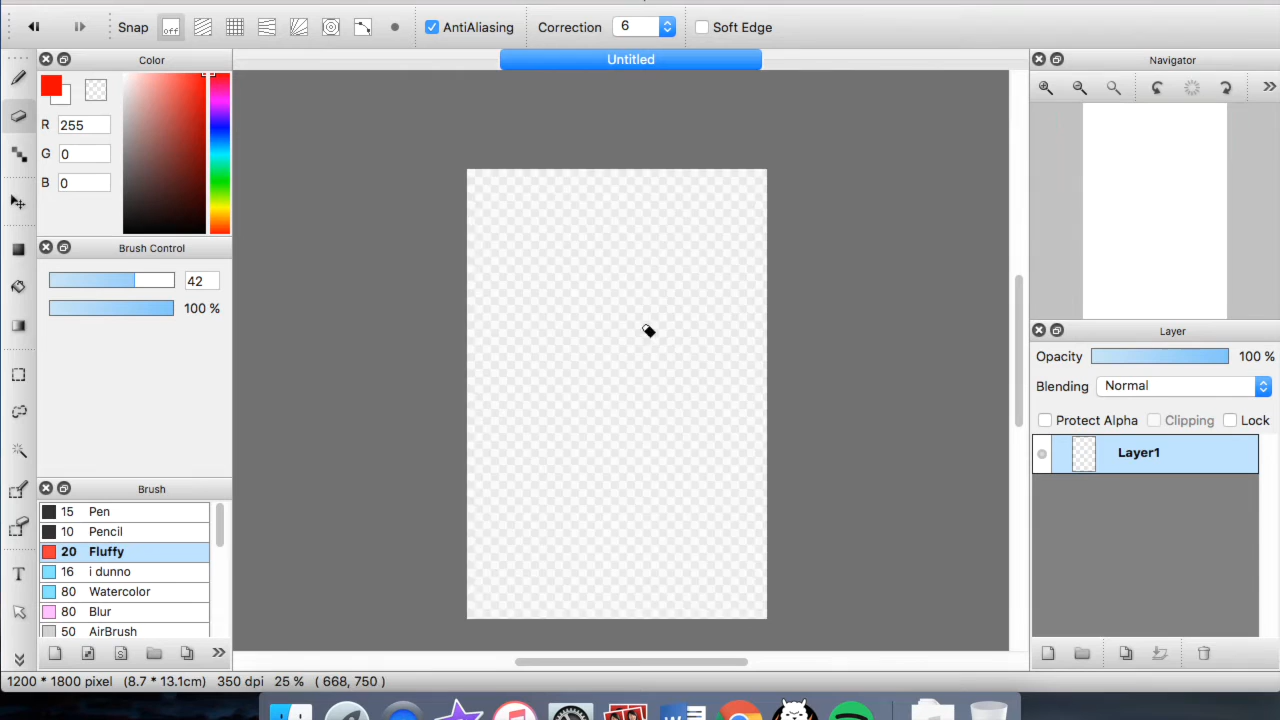 Snap off AntiAliasing Correction 6 Soft Edge
Color
R 255
G 0
B 0
Brush Control
42
100 %
Brush
15 Pen
10 Pencil
20 Fluffy
16 i dunno
80 Watercolor
80 Blur
50 AirBrush
T
Untitled
Navigator
Layer
Opacity 100 %
Blending Normal
Protect Alpha Clipping Lock
Layer1
1200 * 1800 pixel (8.7 * 13.1cm) 350 dpi 25 % ( 668, 750 )
W